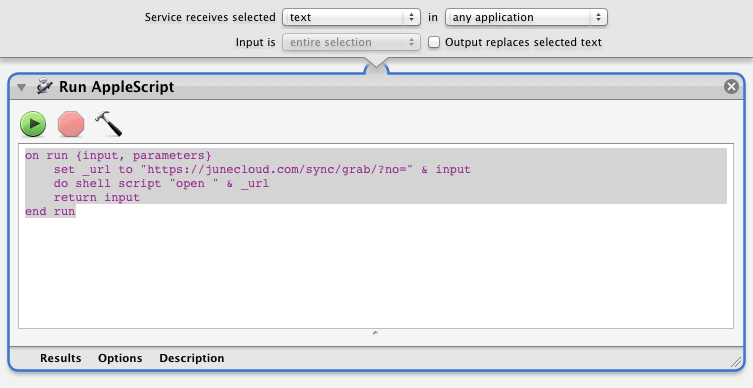 Service receives selected text in any application
Input is entire selection Output replaces selected text
Run AppleScript
on run {input, parameters}
    set _url to "https://junecloud.com/sync/grab/?no=" & input
    do shell script "open " & _url
    return input
end run
Results Options Description